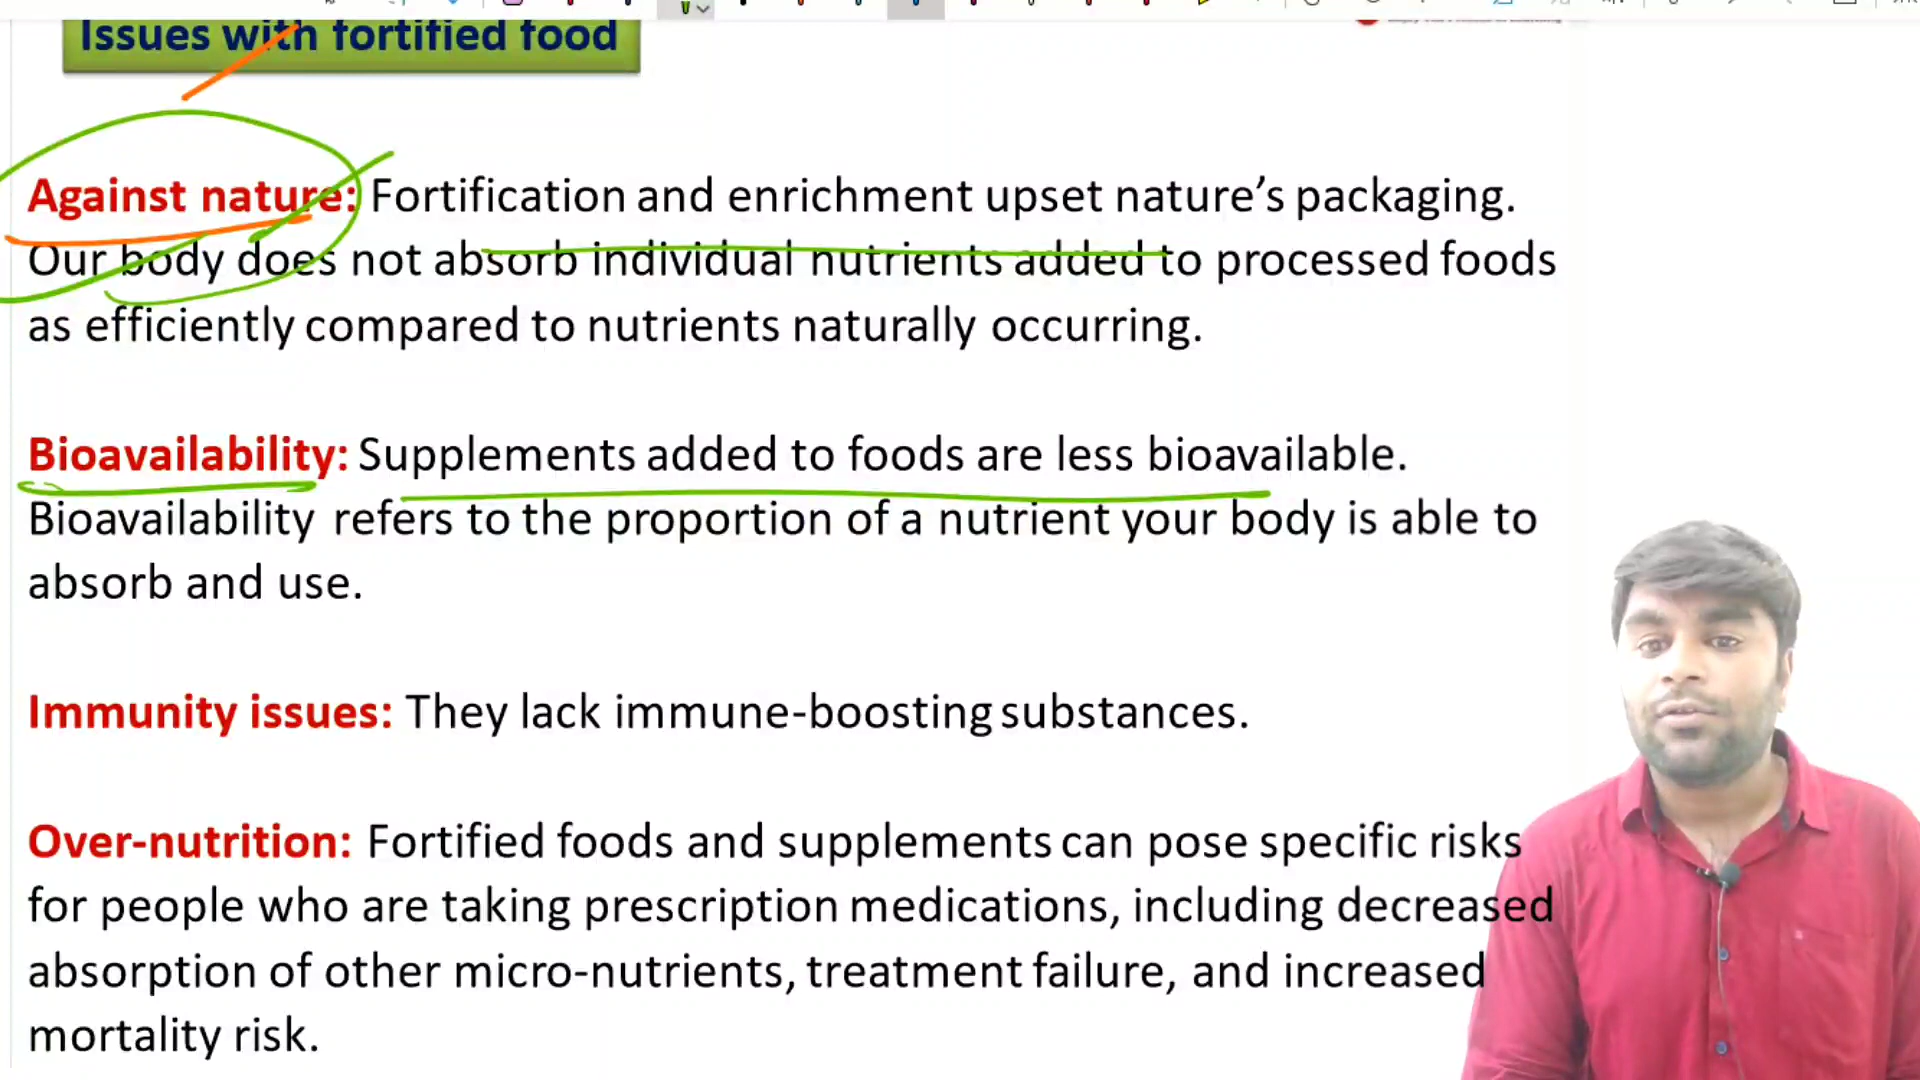 Issues with fortified food
Against nature: Fortification and enrichment upset nature’s packaging.
Our body does not absorb individual nutrients added to processed foods
as efficiently compared to nutrients naturally occurring.
Bioavailability: Supplements added to foods are less bioavailable.
Bioavailability refers to the proportion of a nutrient your body is able to
absorb and use.
Immunity issues: They lack immune-boosting substances.
Over-nutrition: Fortified foods and supplements can pose specific risks
for people who are taking prescription medications, including decreased
absorption of other micro-nutrients, treatment failure, and increased
mortality risk.